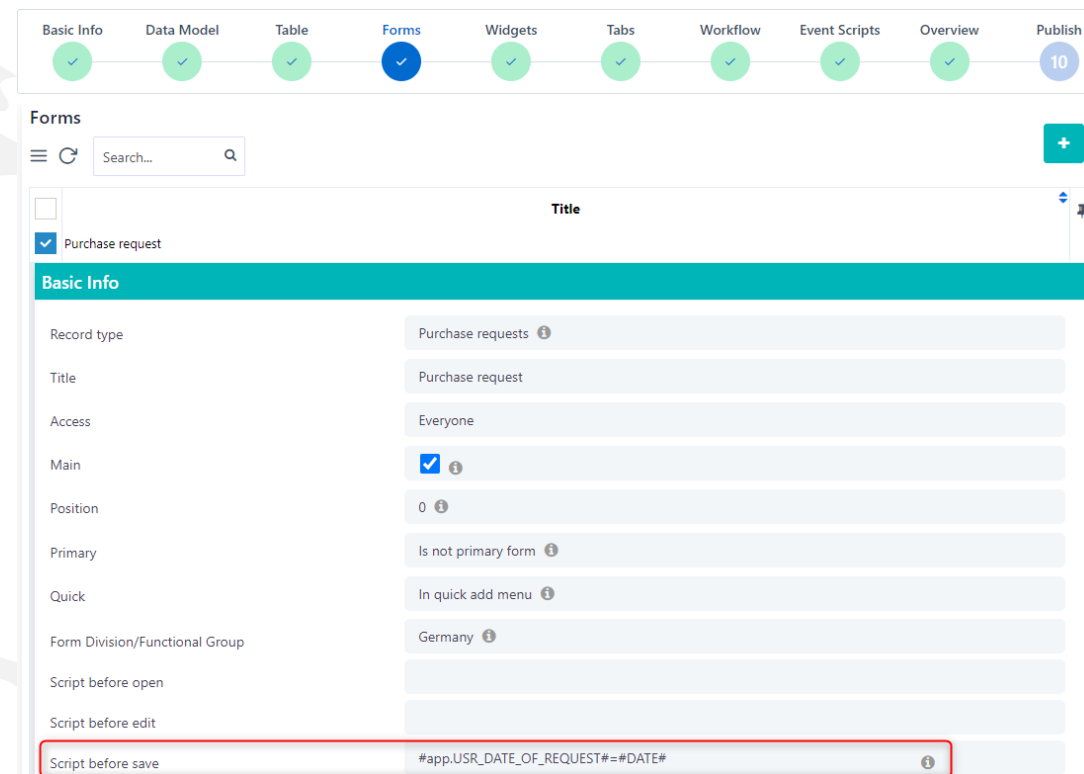 Basic Info Data Model Table Forms Widgets Tabs Workflow Event Scripts Overview Publish
10
Forms
Search...
+
Title
Purchase request
Basic Info
Record type Purchase requests
Title Purchase request
Access Everyone
Main
Position 0
Primary Is not primary form
Quick In quick add menu
Form Division/Functional Group Germany
Script before open
Script before edit
Script before save #app.USR_DATE_OF_REQUEST#=#DATE#